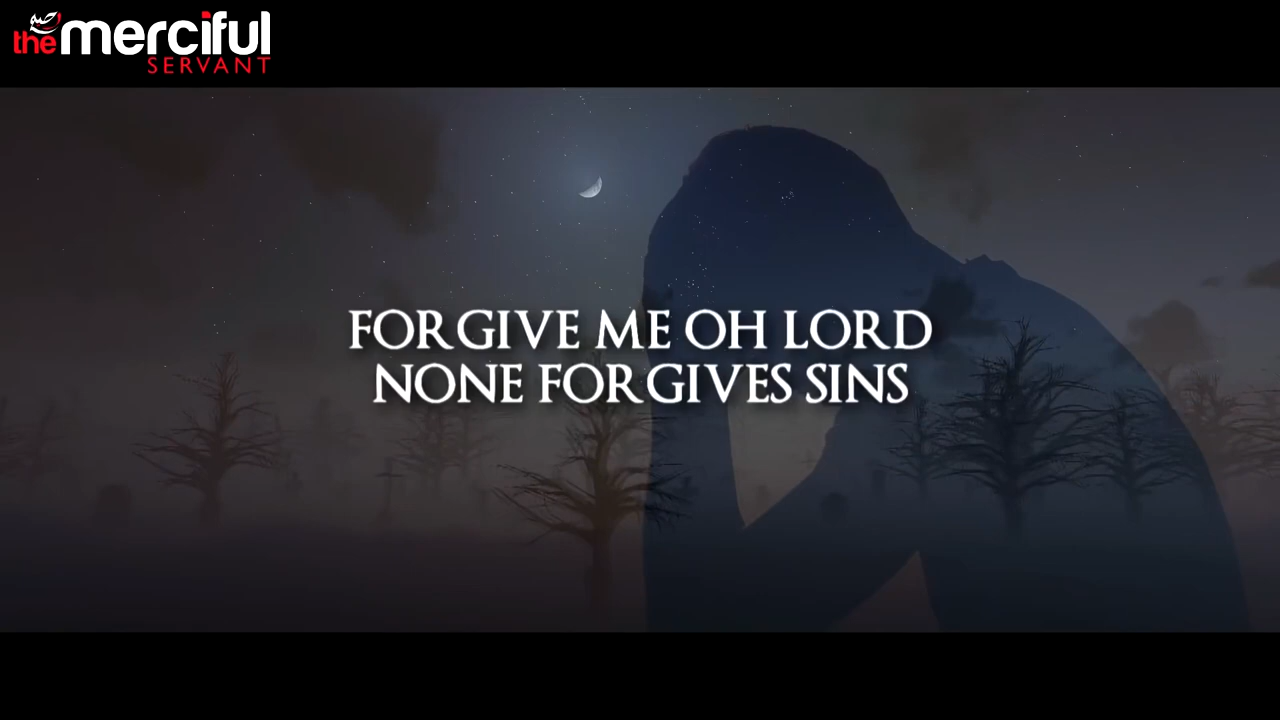 the merciful
SERVANT
FORGIVE ME OH LORD
NONE FORGIVES SINS